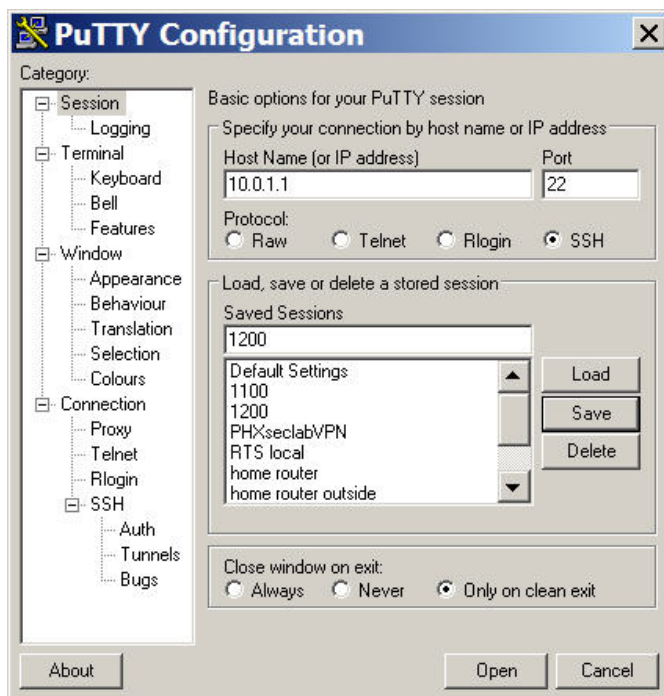 PuTTY Configuration
Category:
Session
Logging
Terminal
Keyboard
Bell
Features
Window
Appearance
Behaviour
Translation
Selection
Colours
Connection
Proxy
Telnet
Rlogin
SSH
Auth
Tunnels
Bugs
Basic options for your PuTTY session
Specify your connection by host name or IP address
Host Name (or IP address) Port
10.0.1.1 22
Protocol:
Raw Telnet Rlogin SSH
Load, save or delete a stored session
Saved Sessions
1200
Default Settings
1100
1200
PHXseclabVPN
RTS local
home router
home router outside
Load
Save
Delete
Close window on exit:
Always Never Only on clean exit
About Open Cancel